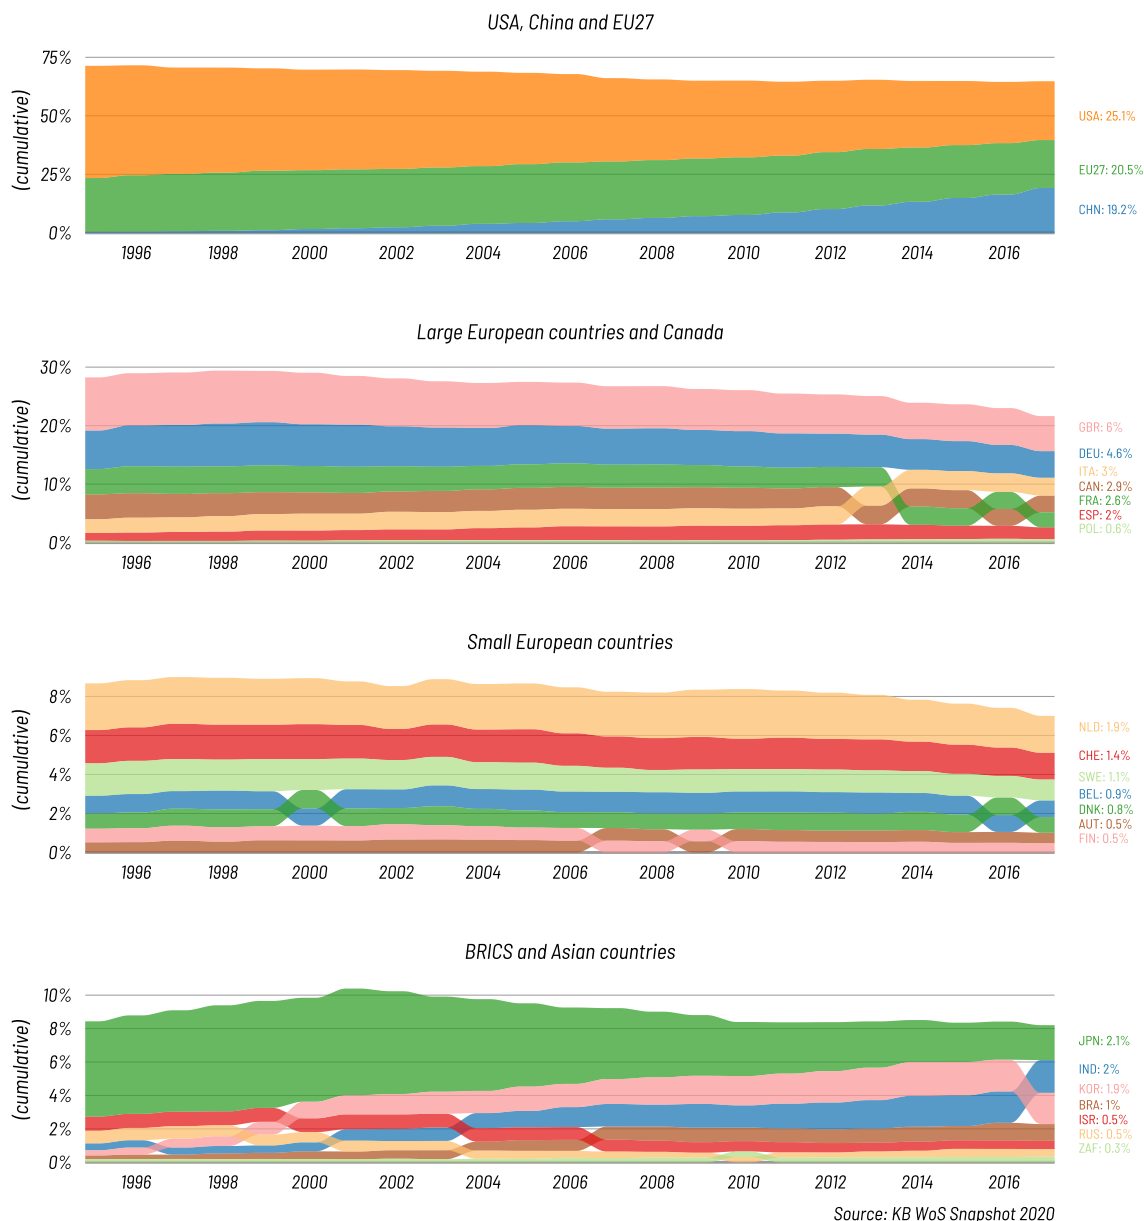 USA, China and EU27
75%
50%
25%
0%
(cumulative)
USA: 25.1%
EU27: 20.5%
CHN: 19.2%
1996 1998 2000 2002 2004 2006 2008 2010 2012 2014 2016
Large European countries and Canada
30%
20%
10%
0%
(cumulative)
GBR: 6%
DEU: 4.6%
ITA: 3%
CAN: 2.9%
FRA: 2.6%
ESP: 2%
POL: 0.6%
1996 1998 2000 2002 2004 2006 2008 2010 2012 2014 2016
Small European countries
8%
6%
4%
2%
0%
(cumulative)
NLD: 1.9%
CHE: 1.4%
SWE: 1.1%
BEL: 0.9%
DNK: 0.8%
AUT: 0.5%
FIN: 0.5%
1996 1998 2000 2002 2004 2006 2008 2010 2012 2014 2016
BRICS and Asian countries
10%
8%
6%
4%
2%
0%
(cumulative)
JPN: 2.1%
IND: 2%
KOR: 1.9%
BRA: 1%
ISR: 0.5%
RUS: 0.5%
ZAF: 0.3%
1996 1998 2000 2002 2004 2006 2008 2010 2012 2014 2016
Source: KB WoS Snapshot 2020